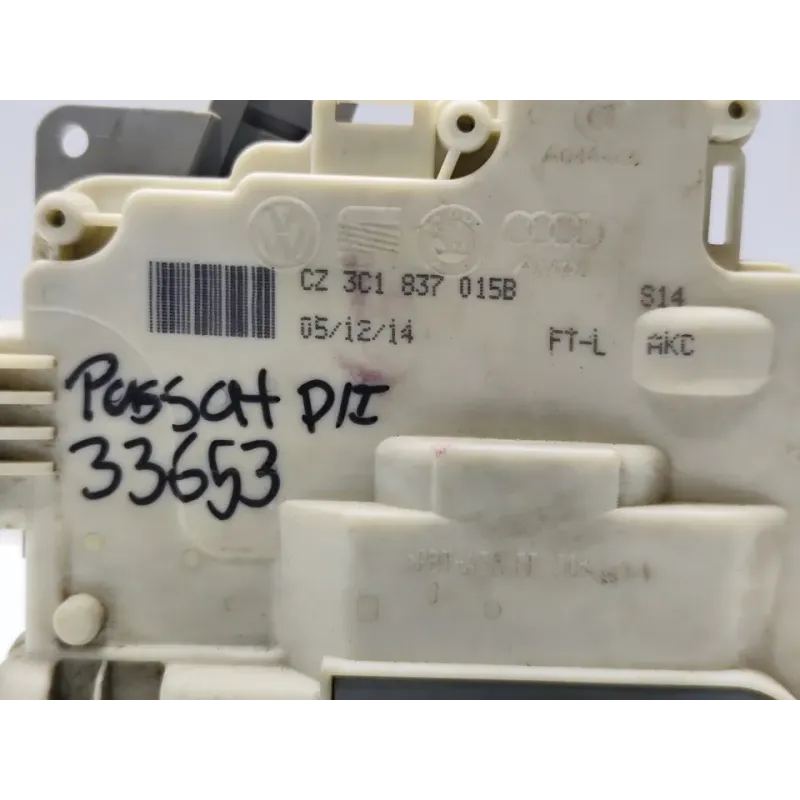 CZ 3C1 837 015B
S14
05/12/14
FT-L AKC
PASSAT D/I
33653